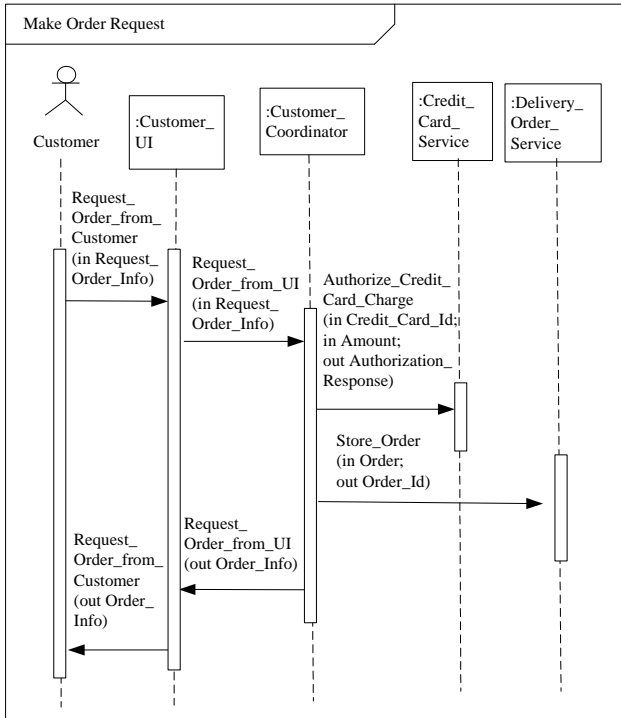 Make Order Request
Customer
:Customer_
UI
:Customer_
Coordinator
:Credit_
Card_
Service
:Delivery_
Order_
Service
Request_
Order_from_
Customer
(in Request_
Order_Info)
Request_
Order_from_UI
(in Request_
Order_Info)
Authorize_Credit_
Card_Charge
(in Credit_Card_Id;
in Amount;
out Authorization_
Response)
Store_Order
(in Order;
out Order_Id)
Request_
Order_from_UI
(out Order_Info)
Request_
Order_from_
Customer
(out Order_
Info)